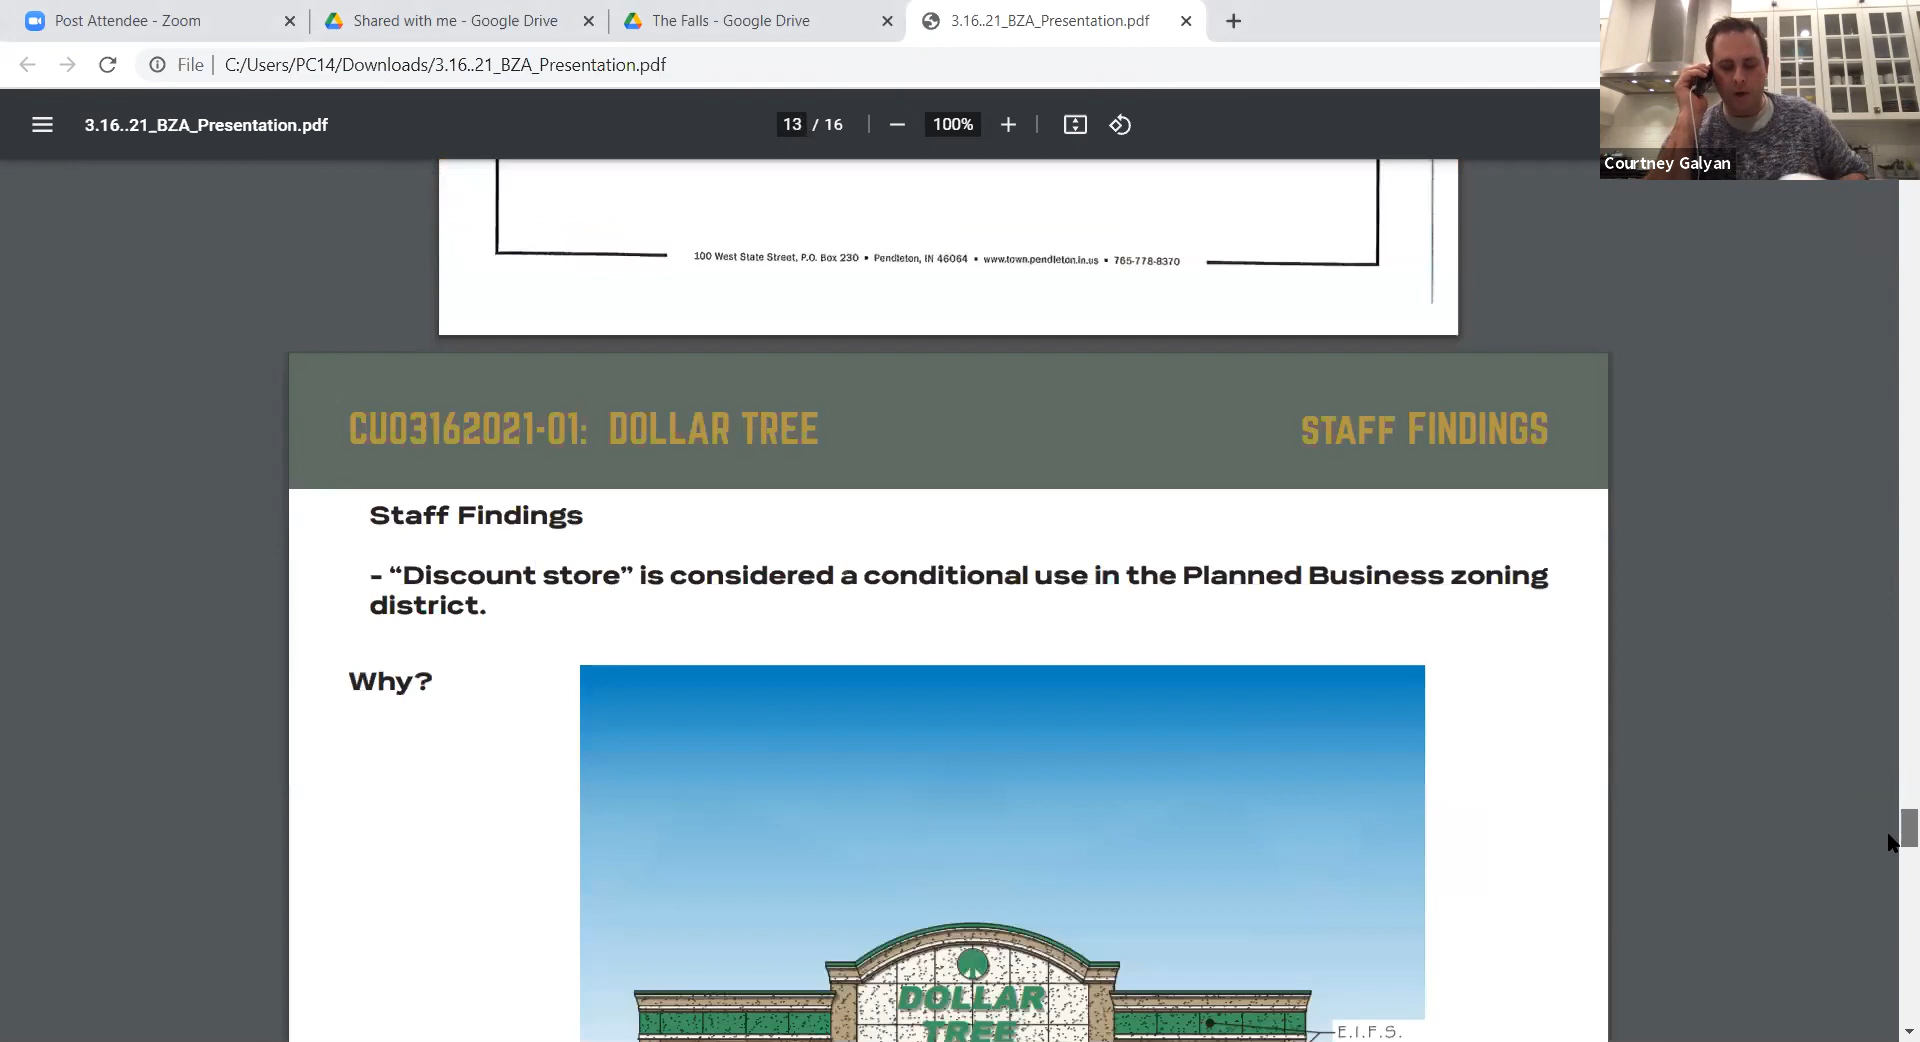 Post Attendee - Zoom
Shared with me - Google Drive
The Falls - Google Drive
3.16..21_BZA_Presentation.pdf
File
C:/Users/PC14/Downloads/3.16..21_BZA_Presentation.pdf
3.16..21_BZA_Presentation.pdf
13 / 16
100%
Courtney Galyan
100 West State Street, P.O. Box 230 • Pendleton, IN 46064 • www.town.pendleton.in.us • 765-778-8370
CU03162021-01: DOLLAR TREE
STAFF FINDINGS
Staff Findings
- “Discount store” is considered a conditional use in the Planned Business zoning
district.
Why?
DOLLAR
TREE
E.I.F.S.